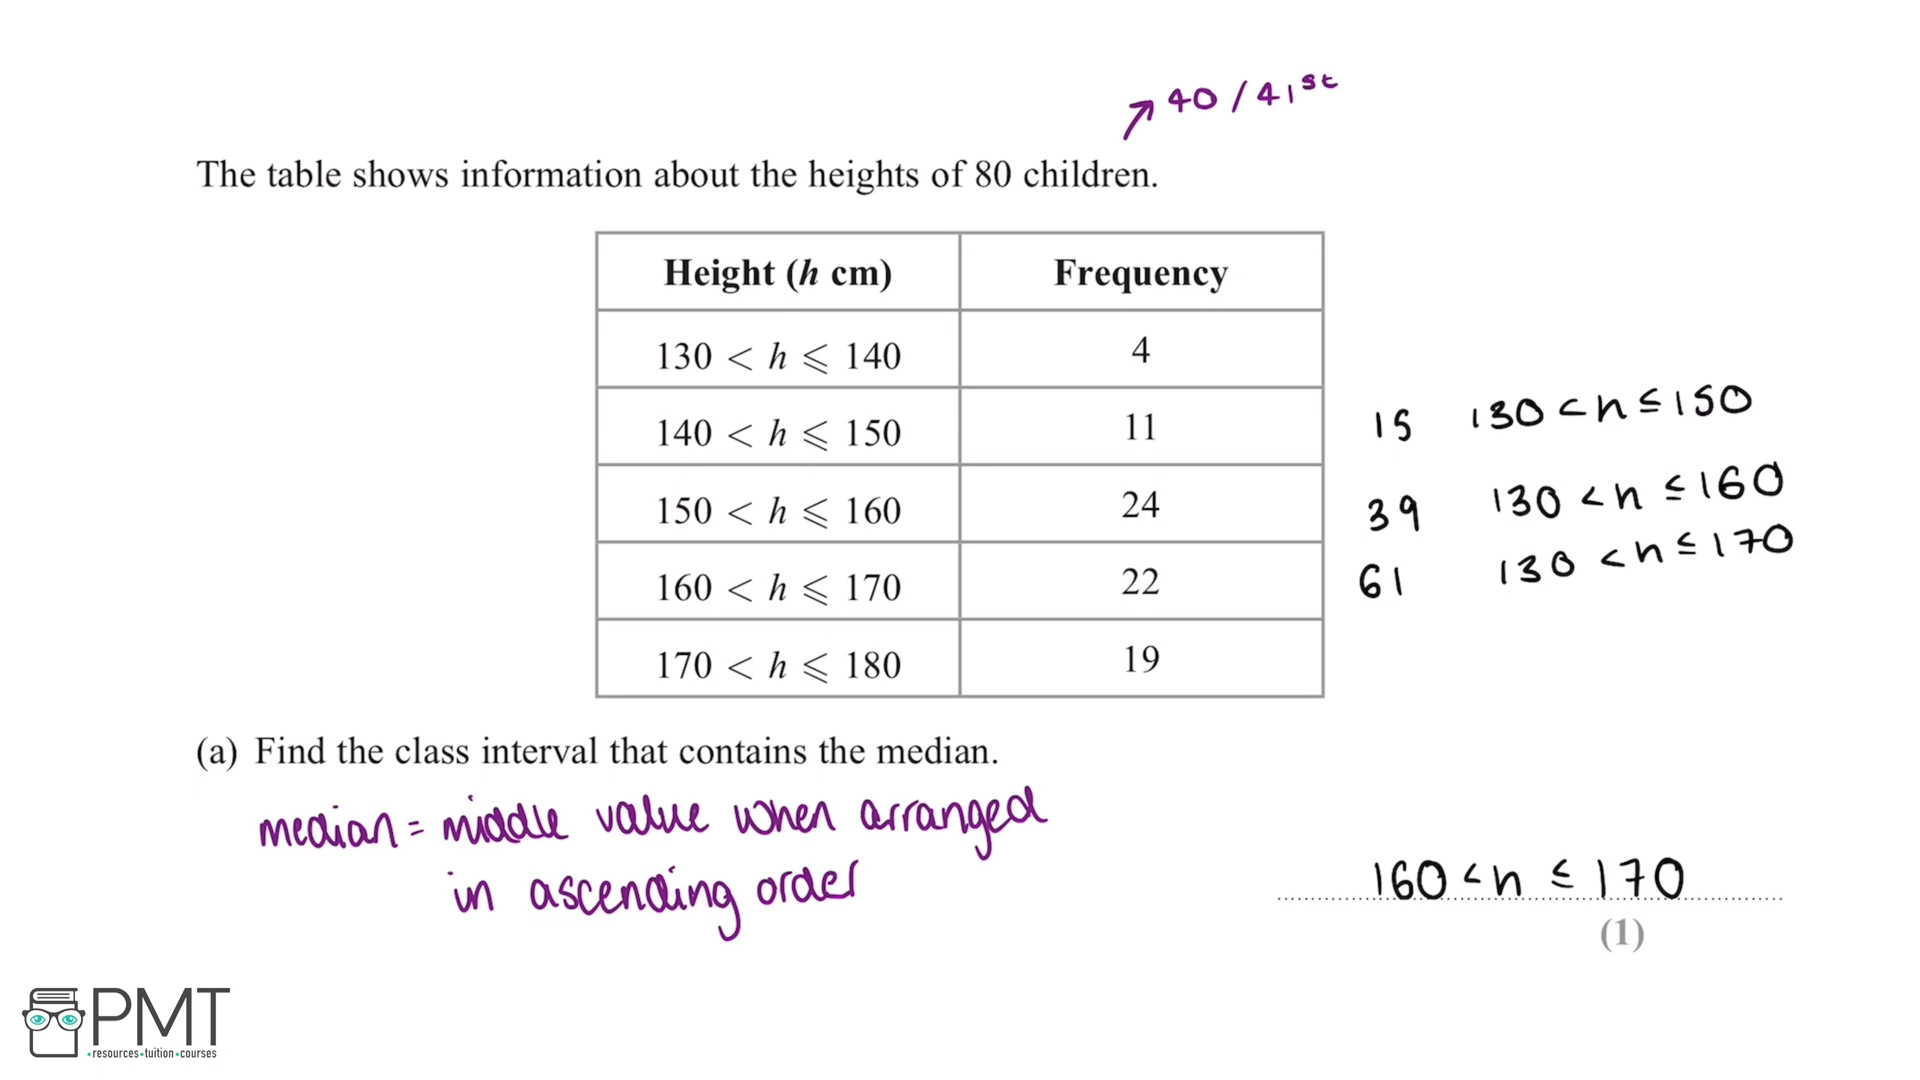 40 / 41st
The table shows information about the heights of 80 children.
Height (h cm) Frequency
130 < h ⩽ 140 4
140 < h ⩽ 150 11
15 130 < h ≤ 150
150 < h ⩽ 160 24
39 130 < h ≤ 160
160 < h ⩽ 170 22
61 130 < h ≤ 170
170 < h ⩽ 180 19
(a) Find the class interval that contains the median.
median = middle value when arranged
in ascending order
160 < h ≤ 170
(1)
PMT
•resources•tuition•courses